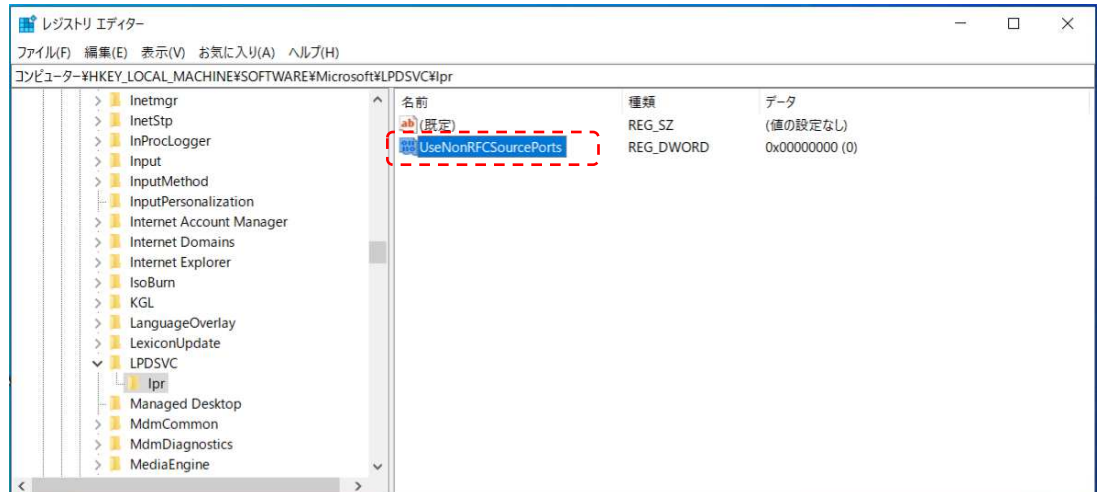 レジストリ エディター
ファイル(F) 編集(E) 表示(V) お気に入り(A) ヘルプ(H)
コンピューター¥HKEY_LOCAL_MACHINE¥SOFTWARE¥Microsoft¥LPDSVC¥lpr
Inetmgr
InetStp
InProcLogger
Input
InputMethod
InputPersonalization
Internet Account Manager
Internet Domains
Internet Explorer
IsoBurn
KGL
LanguageOverlay
LexiconUpdate
LPDSVC
lpr
Managed Desktop
MdmCommon
MdmDiagnostics
MediaEngine
名前 種類 データ
ab (既定) REG_SZ (値の設定なし)
UseNonRFCSourcePorts REG_DWORD 0x00000000 (0)